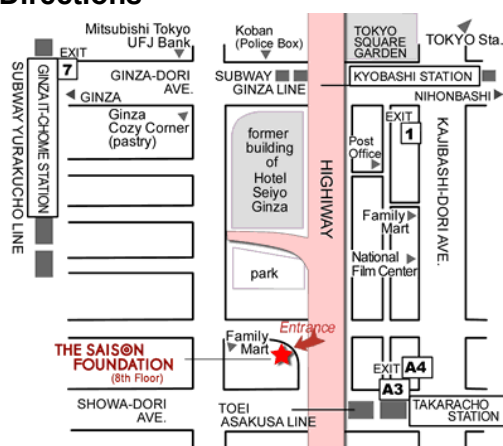 Directions
Mitsubishi Tokyo
UFJ Bank
Koban
(Police Box)
TOKYO
SQUARE
GARDEN
TOKYO Sta.
EXIT
7
GINZA-DORI
AVE.
SUBWAY
GINZA LINE
KYOBASHI STATION
GINZA
NIHONBASHI
SUBWAY YURAKUCHO LINE
GINZA IT-CHOME STATION
Ginza
Cozy Corner
(pastry)
former
building
of
Hotel
Seiyo
Ginza
HIGHWAY
EXIT
1
Post
Office
KAJIBASHI-DORI AVE.
Family
Mart
National
Film Center
park
Entrance
Family
Mart
THE SAISON
FOUNDATION
(8th Floor)
EXIT
A4
A3
SHOWA-DORI
AVE.
TOEI
ASAKUSA LINE
TAKARACHO
STATION